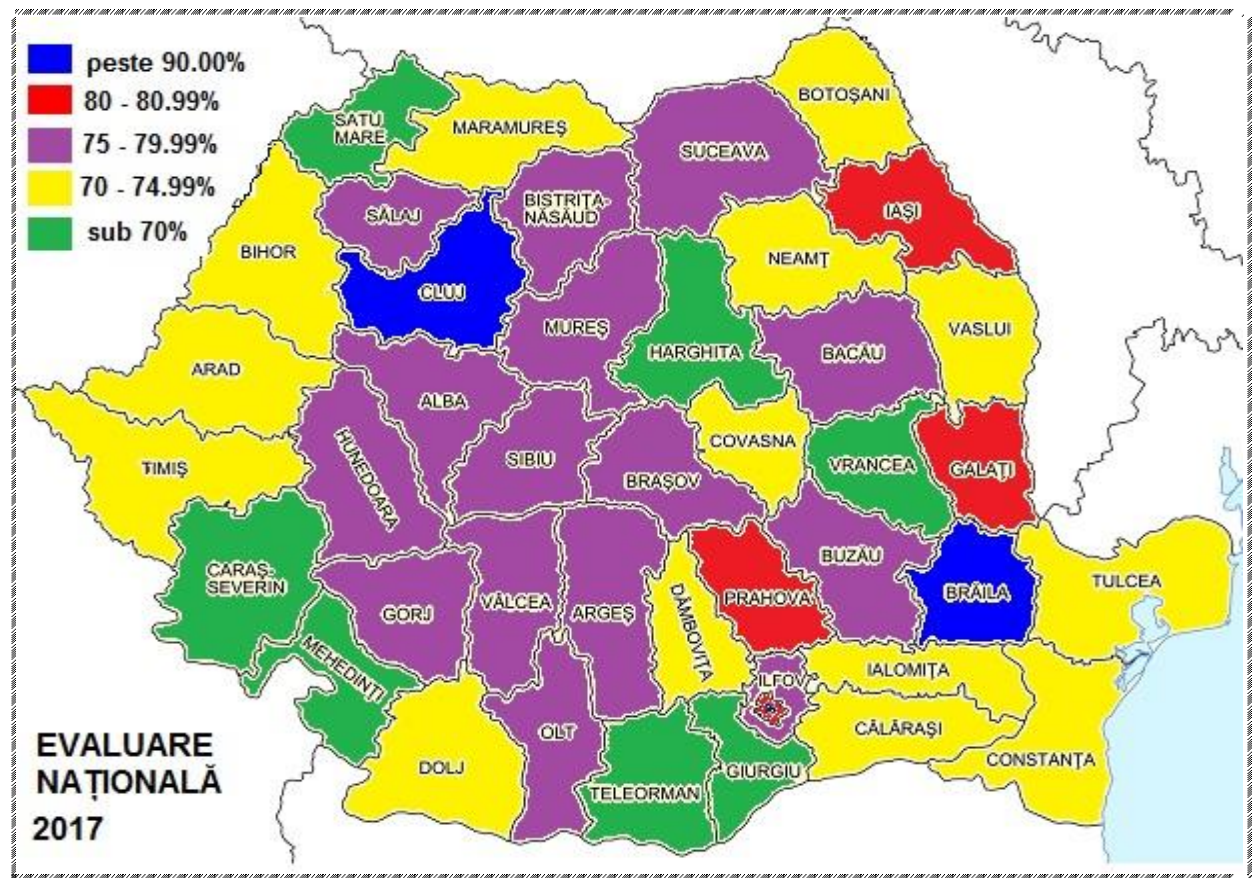 peste 90.00%
80 - 80.99%
75 - 79.99%
70 - 74.99%
sub 70%
BOTOȘANI
SATU
MARE
MARAMUREȘ
SUCEAVA
SĂLAJ
BISTRIȚA-
NĂSĂUD
IAȘI
BIHOR
NEAMȚ
CLUJ
MUREȘ
VASLUI
HARGHITA
BACĂU
ARAD
ALBA
COVASNA
TIMIȘ
HUNEDOARA
SIBIU
BRAȘOV
VRANCEA
GALAȚI
CARAȘ-
SEVERIN
BUZĂU
TULCEA
GORJ
VÂLCEA
ARGEȘ
DÂMBOVIȚA
PRAHOVA
BRĂILA
MEHEDINȚI
ILFOV
IALOMIȚA
OLT
CĂLĂRAȘI
DOLJ
TELEORMAN
GIURGIU
CONSTANȚA
EVALUARE
NAȚIONALĂ
2017